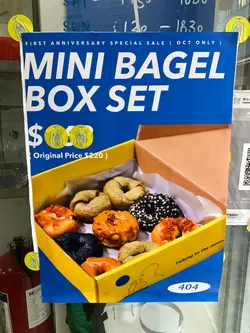 FIRST ANNIVERSARY SPECIAL SALE ( OCT ONLY )
MINI BAGEL
BOX SET
$
( Original Price $220 )
404